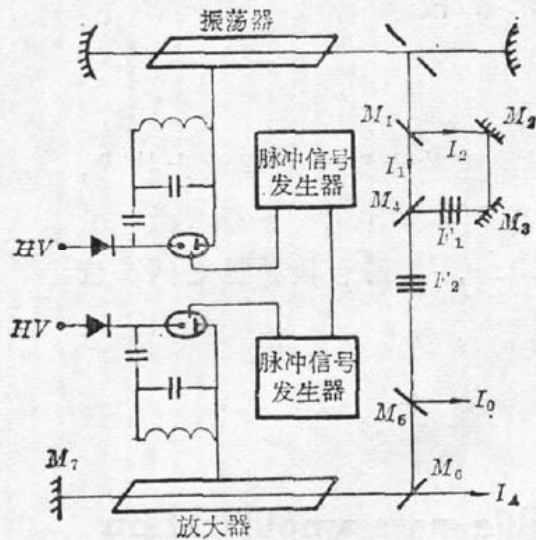 振荡器
M₁
M₂
I₂
I₁
脉冲信号
发生器
M₄
M₃
F₁
HV
F₂
HV
脉冲信号
发生器
M₅
I₀
M₇
M₆
I_A
放大器